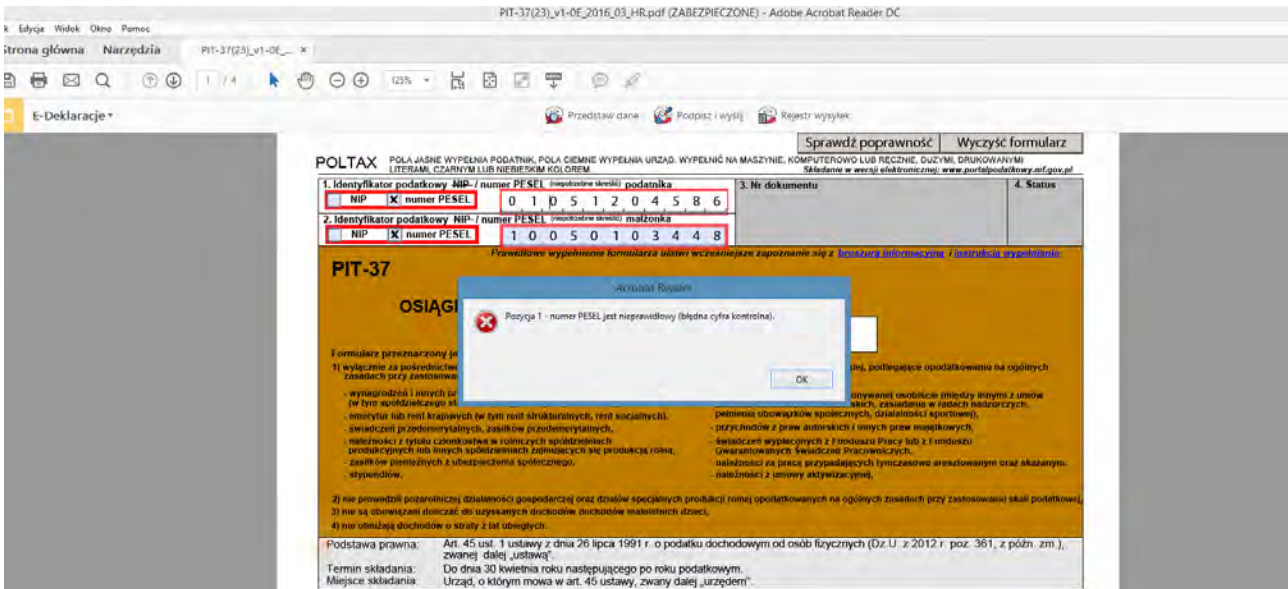 PIT-37(23)_v1-0E_2016_03_HR.pdf (ZABEZPIECZONE) - Adobe Acrobat Reader DC
Edycja Widok Okno Pomoc
Strona główna Narzędzia PIT-37(23)_v1-0E_... ×
1 / 4 125%
E-Deklaracje Przedstaw dane Podpisz i wyślij Rejestr wysyłek
Sprawdź poprawność Wyczyść formularz
POLTAX POLA JASNE WYPEŁNIA PODATNIK, POLA CIEMNE WYPEŁNIA URZĄD. WYPEŁNIĆ NA MASZYNIE, KOMPUTEROWO LUB RĘCZNIE, DUŻYMI, DRUKOWANYMI
LITERAMI, CZARNYM LUB NIEBIESKIM KOLOREM. Składanie w wersji elektronicznej: www.portalpodatkowy.mf.gov.pl
1. Identyfikator podatkowy NIP / numer PESEL (niepotrzebne skreślić) podatnika 3. Nr dokumentu 4. Status
NIP X numer PESEL 0 1 0 5 1 2 0 4 5 8 6
2. Identyfikator podatkowy NIP / numer PESEL (niepotrzebne skreślić) małżonka
NIP X numer PESEL 1 0 0 5 0 1 0 3 4 4 8
Prawidłowe wypełnienie formularza ułatwi wcześniejsze zapoznanie się z broszurą informacyjną i instrukcją wypełniania.
PIT-37
Acrobat Reader
OSIĄG
Pozycja 1 - numer PESEL jest nieprawidłowy (błędna cyfra kontrolna).
OK
Formularz przeznaczony je
1) wyłącznie za pośrednictwe ej, podlegające opodatkowaniu na ogólnych
zasadach przy zastosowa
- wynagrodzeń i innych pr onywanej osobiście (między innymi z umów
(w tym spółdzielczego st skich, zasiadania w radach nadzorczych,
- emerytur lub rent krajowych (w tym rent strukturalnych, rent socjalnych), pełnienia obowiązków społecznych, działalności sportowej),
- świadczeń przedemerytalnych, zasiłków przedemerytalnych, - przychodów z praw autorskich i innych praw majątkowych,
- należności z tytułu członkostwa w rolniczych spółdzielniach - świadczeń wypłaconych z Funduszu Pracy lub z Funduszu
produkcyjnych lub innych spółdzielniach zajmujących się produkcją rolną, Gwarantowanych Świadczeń Pracowniczych,
- zasiłków pieniężnych z ubezpieczenia społecznego, - należności za pracę przypadających tymczasowo aresztowanym oraz skazanym,
- stypendiów, - należności z umowy aktywizacyjnej,
2) nie prowadzili pozarolniczej działalności gospodarczej oraz działów specjalnych produkcji rolnej opodatkowanych na ogólnych zasadach przy zastosowaniu skali podatkowej,
3) nie są obowiązani doliczać do uzyskanych dochodów dochodów małoletnich dzieci,
4) nie obniżają dochodów o straty z lat ubiegłych.
Podstawa prawna: Art. 45 ust. 1 ustawy z dnia 26 lipca 1991 r. o podatku dochodowym od osób fizycznych (Dz.U. z 2012 r. poz. 361, z późn. zm.),
zwanej dalej „ustawą”.
Termin składania: Do dnia 30 kwietnia roku następującego po roku podatkowym.
Miejsce składania: Urząd, o którym mowa w art. 45 ustawy, zwany dalej „urzędem”.